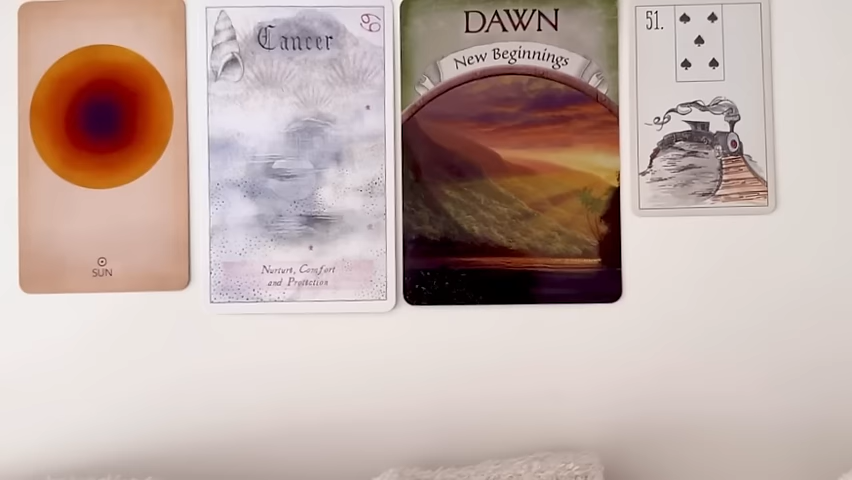 ☉
SUN
Cancer
♋
Nurture, Comfort
and Protection
DAWN
New Beginnings
51.